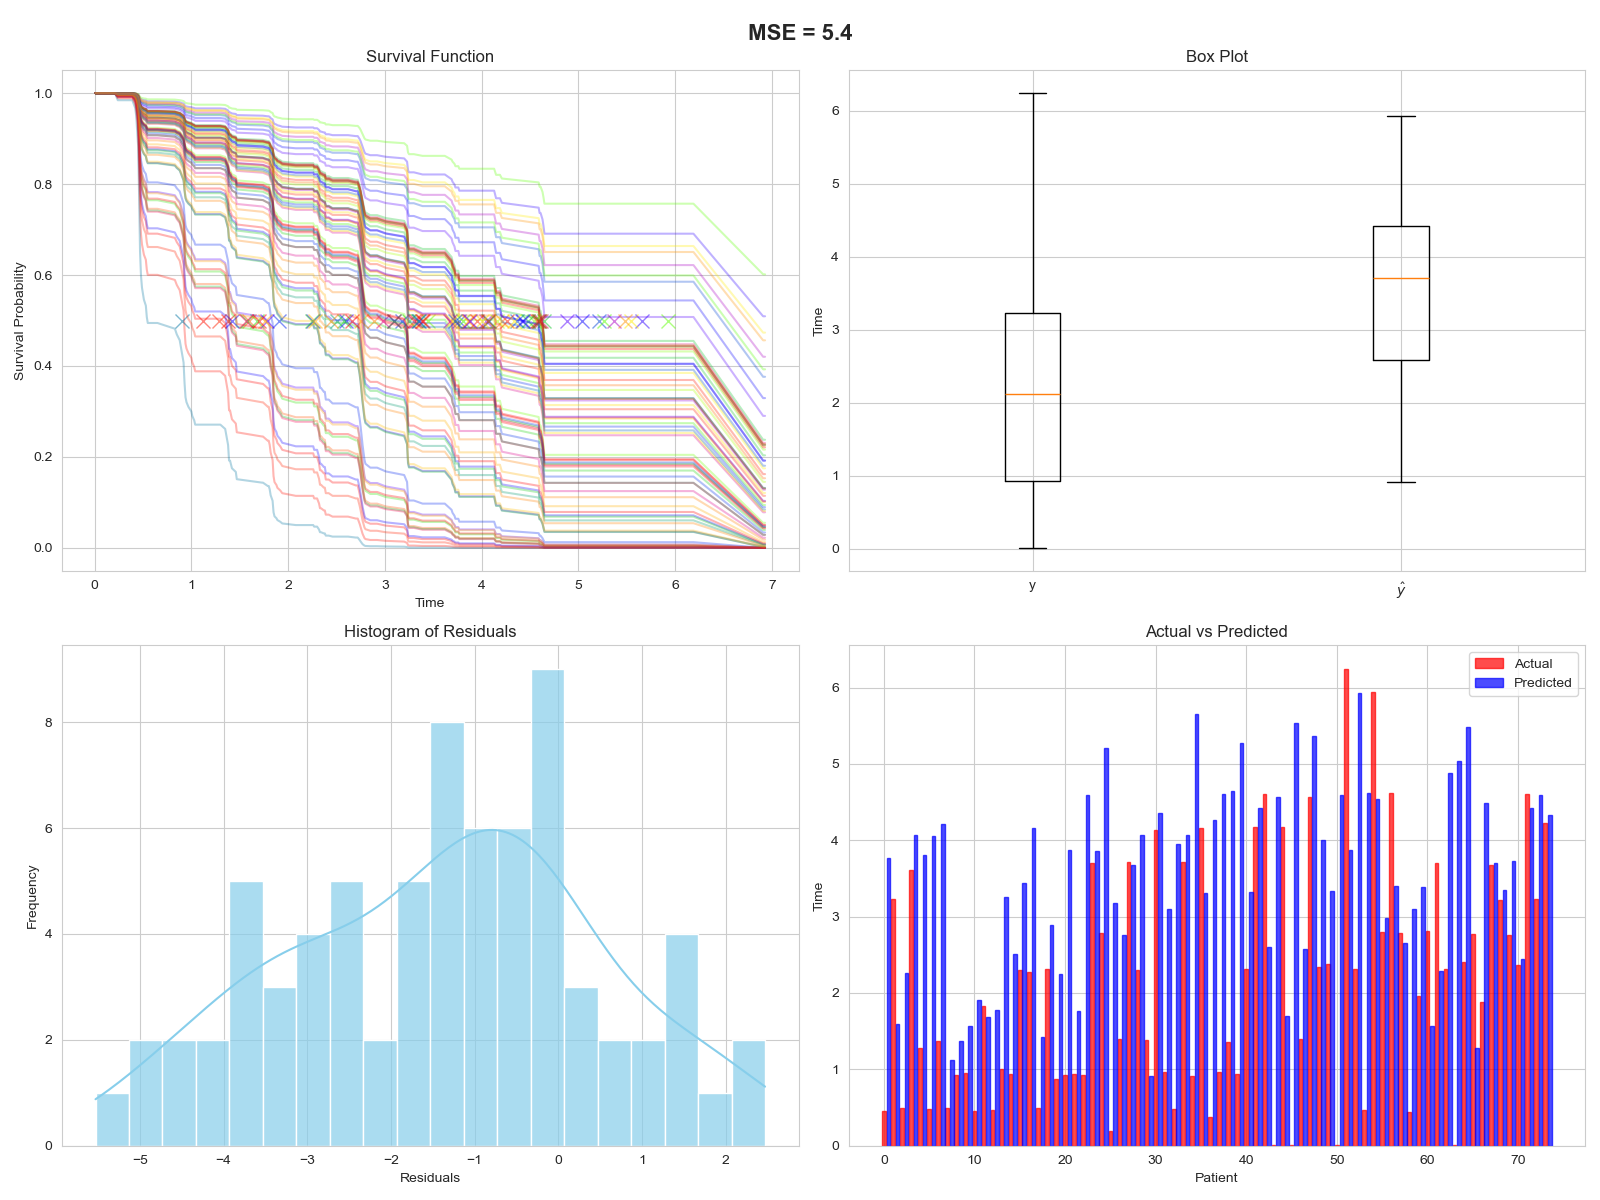 MSE = 5.4
Survival Function
Survival Probability
1.0
0.8
0.6
0.4
0.2
0.0
0 1 2 3 4 5 6 7
Time
Box Plot
Time
6
5
4
3
2
1
0
y ŷ
Histogram of Residuals
Frequency
8
6
4
2
0
−5 −4 −3 −2 −1 0 1 2
Residuals
Actual vs Predicted
Actual
Predicted
Time
6
5
4
3
2
1
0
0 10 20 30 40 50 60 70
Patient